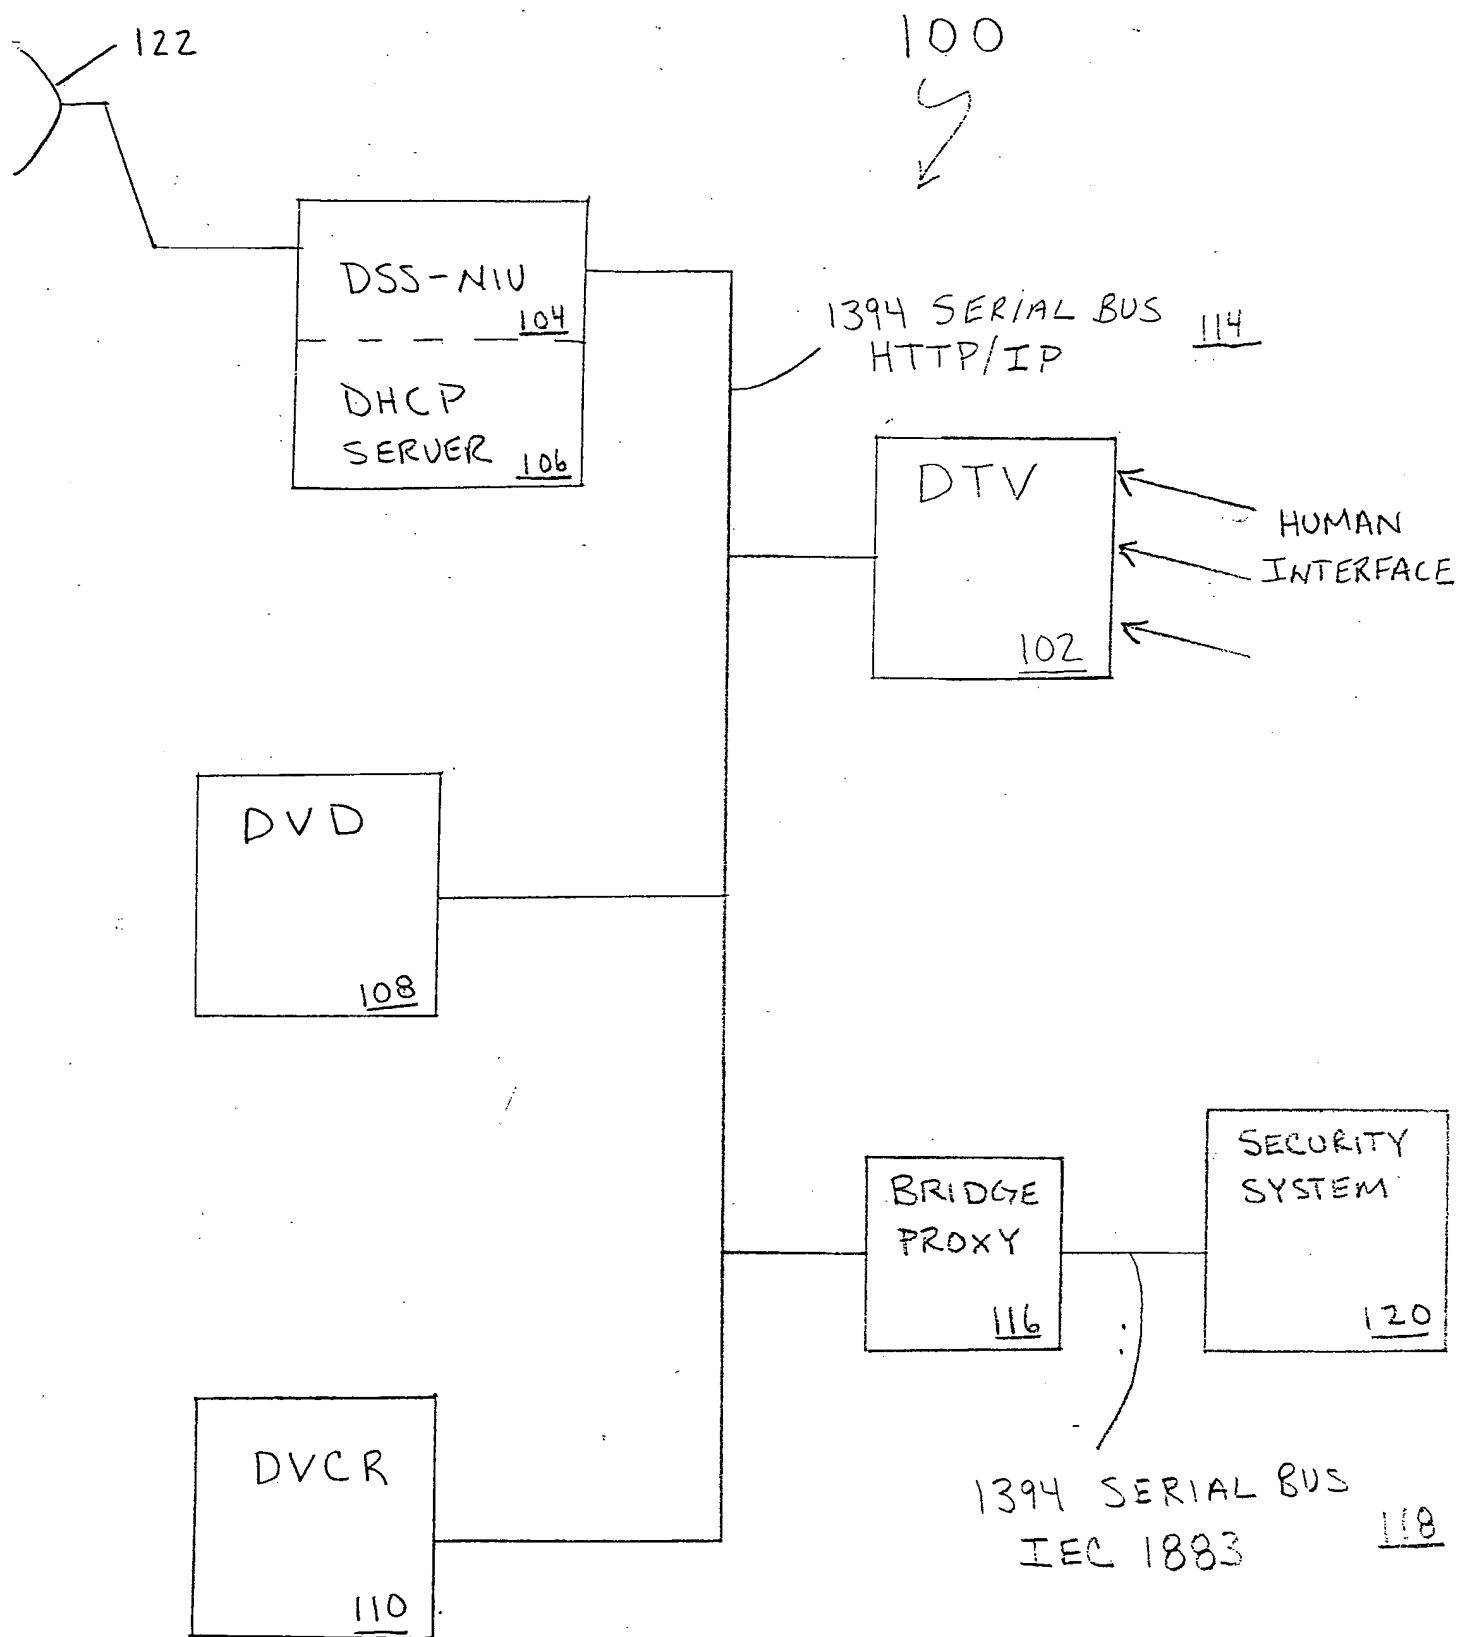 122
100
DSS-NIU
104
DHCP
SERVER
106
1394 SERIAL BUS
HTTP/IP
114
DTV
102
HUMAN
INTERFACE
DVD
108
BRIDGE
PROXY
116
SECURITY
SYSTEM
120
DVCR
110
1394 SERIAL BUS
IEC 1883
118